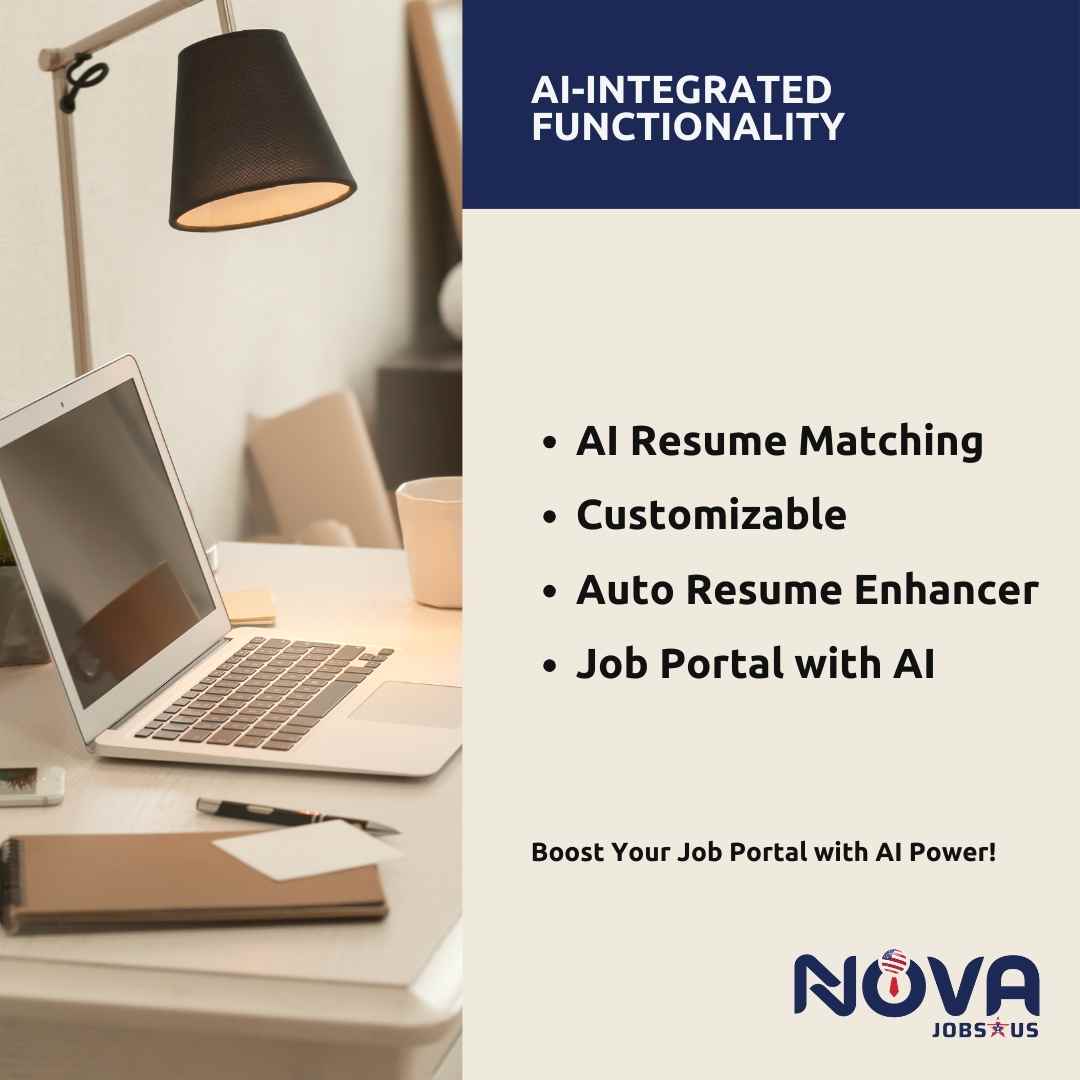 AI-INTEGRATED
FUNCTIONALITY
• AI Resume Matching
• Customizable
• Auto Resume Enhancer
• Job Portal with AI
Boost Your Job Portal with AI Power!
NOVA
JOBS US